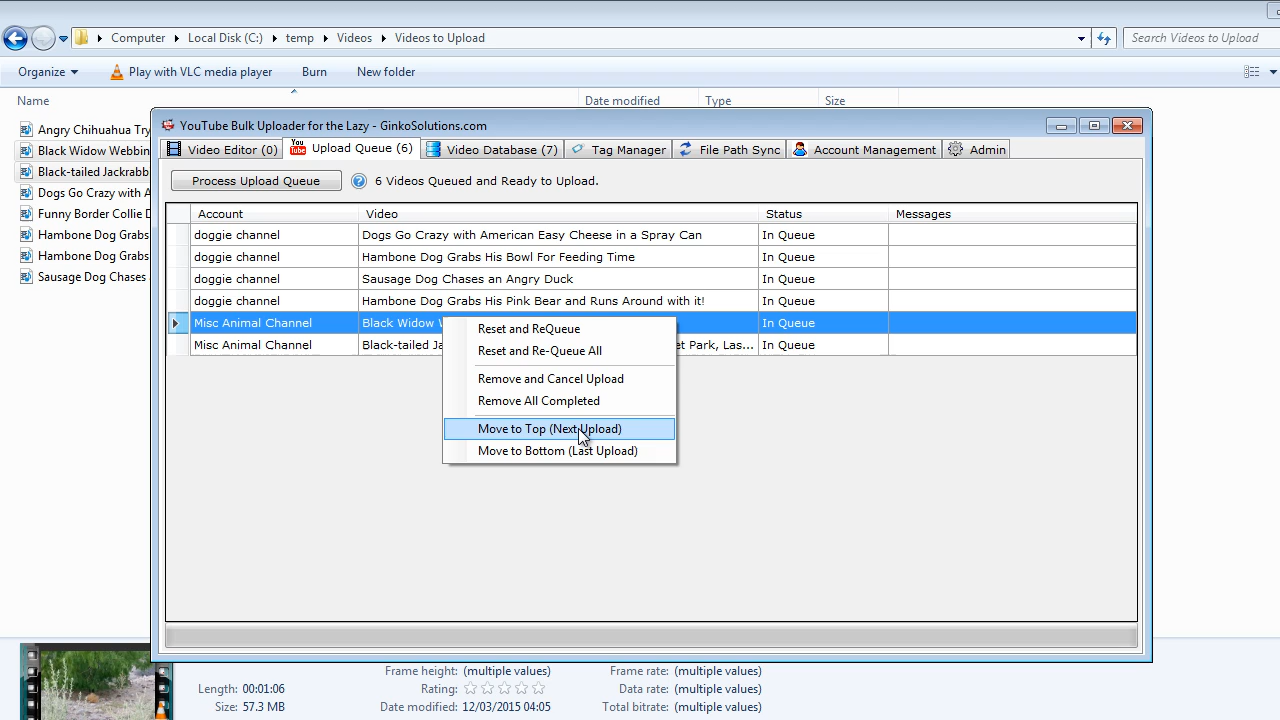 Computer Local Disk (C:) temp Videos Videos to Upload Search Videos to Upload
Organize Play with VLC media player Burn New folder
Name Date modified Type Size
YouTube Bulk Uploader for the Lazy - GinkoSolutions.com
Video Editor (0) Upload Queue (6) Video Database (7) Tag Manager File Path Sync Account Management Admin
Process Upload Queue 6 Videos Queued and Ready to Upload.
Account Video Status Messages
doggie channel Dogs Go Crazy with American Easy Cheese in a Spray Can In Queue
doggie channel Hambone Dog Grabs His Bowl For Feeding Time In Queue
doggie channel Sausage Dog Chases an Angry Duck In Queue
doggie channel Hambone Dog Grabs His Pink Bear and Runs Around with it! In Queue
Misc Animal Channel Black Widow In Queue
Misc Animal Channel Black-tailed Park, Las... In Queue
Reset and ReQueue
Reset and Re-Queue All
Remove and Cancel Upload
Remove All Completed
Move to Top (Next Upload)
Move to Bottom (Last Upload)
Angry Chihuahua
Black Widow
Black-tailed
Dogs Go Crazy with
Funny Border Collie
Hambone Dog Grabs
Hambone Dog Grabs
Sausage Dog Chases
Length: 00:01:06
Size: 57.3 MB
Frame height: (multiple values)
Rating:
Date modified: 12/03/2015 04:05
Frame rate: (multiple values)
Data rate: (multiple values)
Total bitrate: (multiple values)